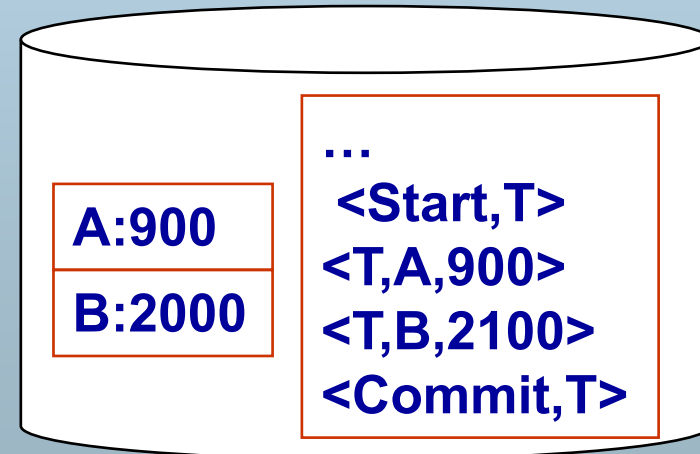 A:900
B:2000
…
<Start,T>
<T,A,900>
<T,B,2100>
<Commit,T>